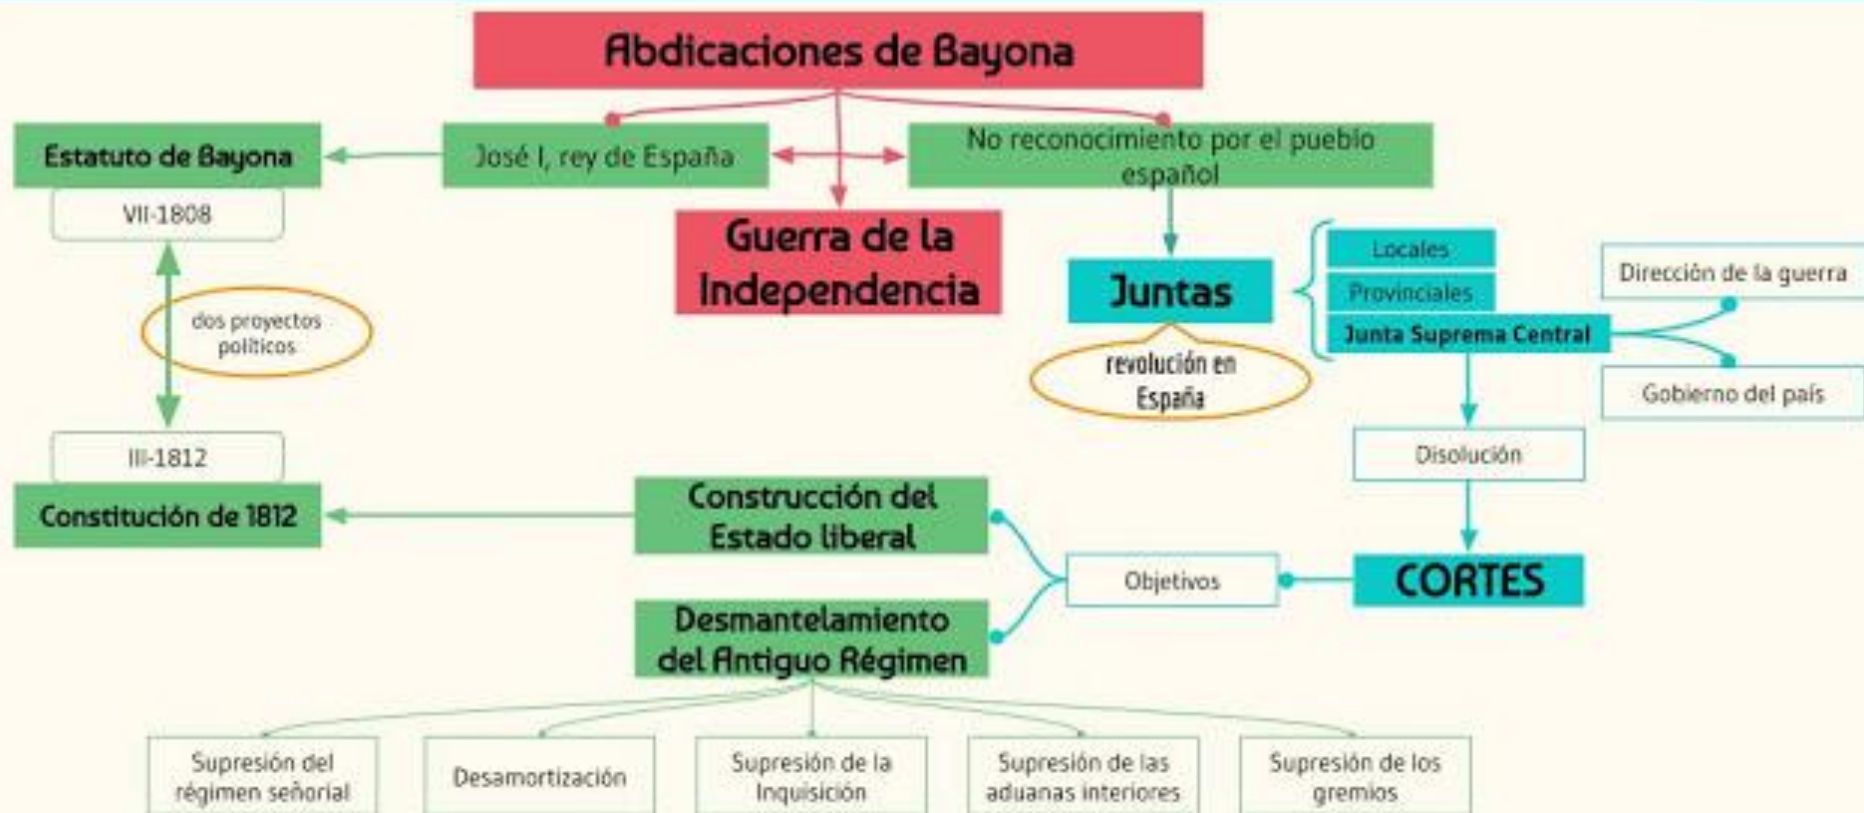 Abdicaciones de Bayona
Estatuto de Bayona
José I, rey de España
No reconocimiento por el pueblo
español
VII-1808
Guerra de la
Independencia
Juntas
Locales
Provinciales
Junta Suprema Central
Dirección de la guerra
Gobierno del país
dos proyectos
políticos
revolución en
España
III-1812
Constitución de 1812
Construcción del
Estado liberal
Disolución
Objetivos
CORTES
Desmantelamiento
del Antiguo Régimen
Supresión del
régimen señorial
Desamortización
Supresión de la
Inquisición
Supresión de las
aduanas interiores
Supresión de los
gremios